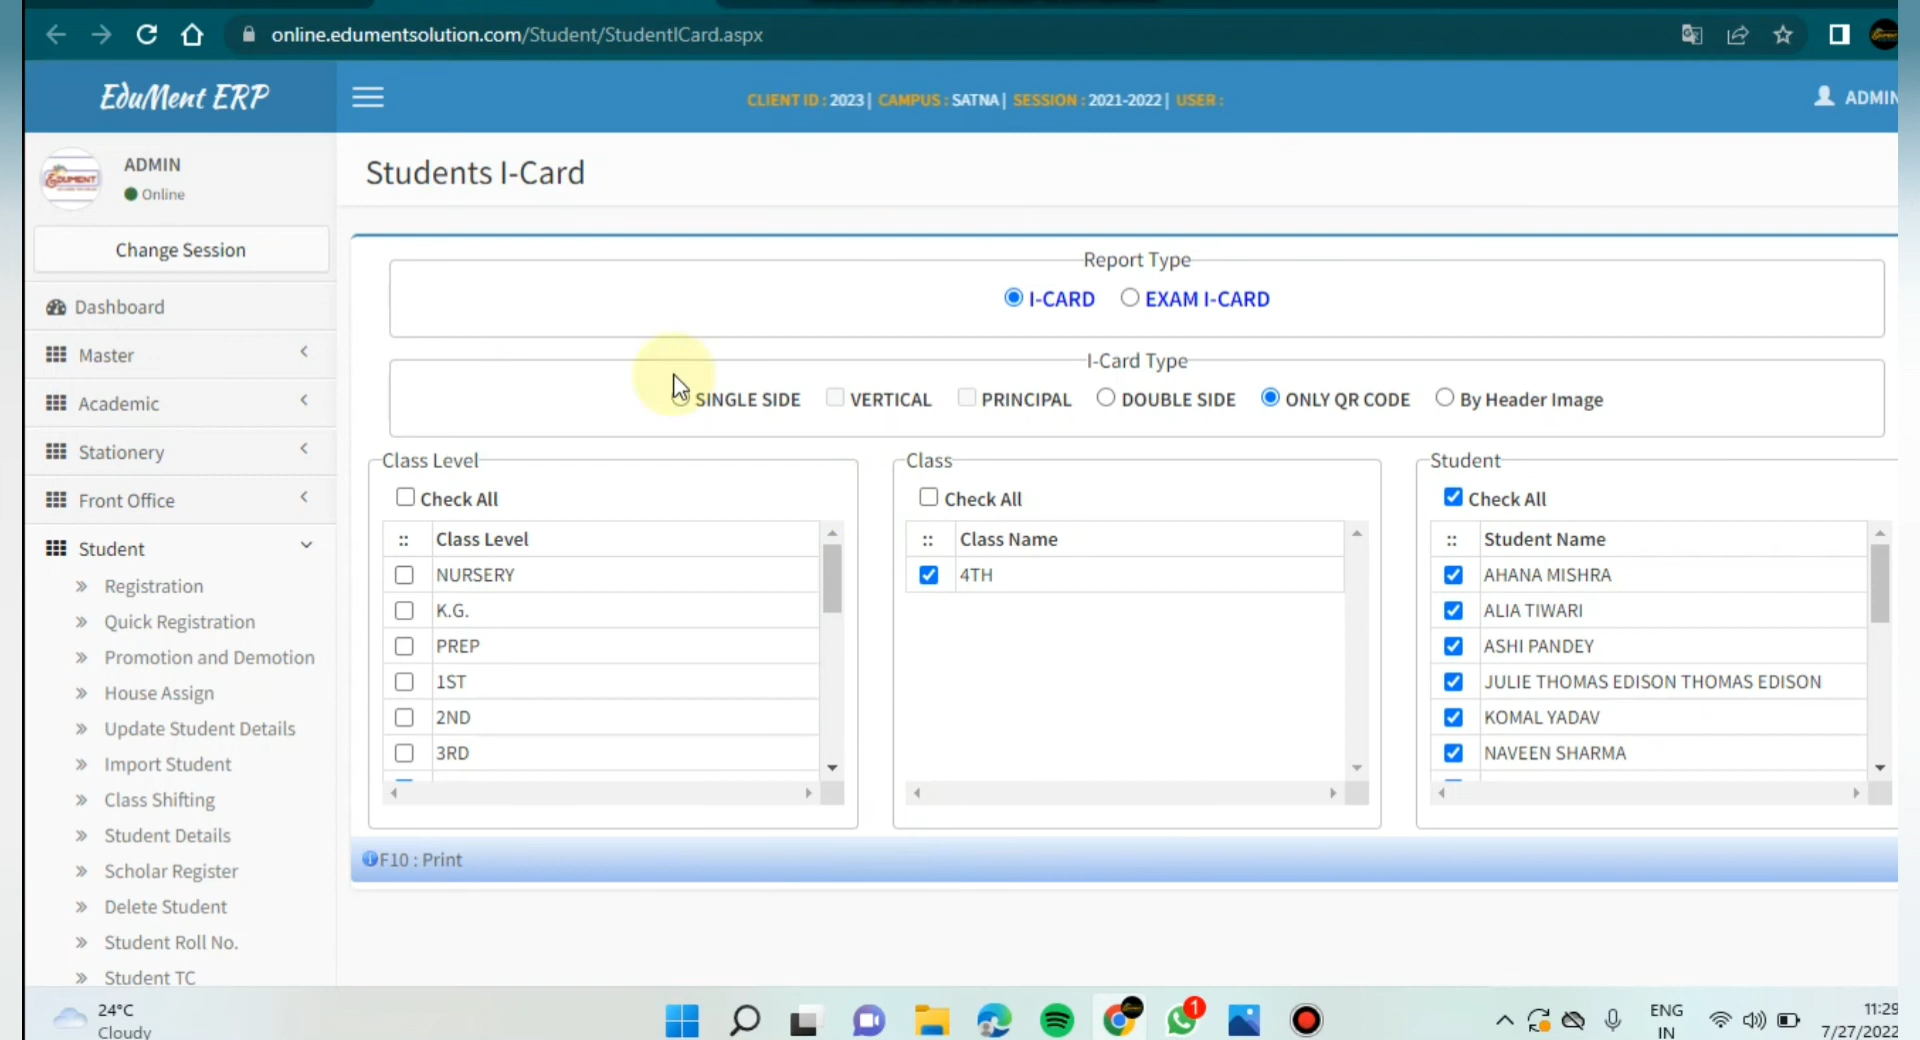 online.edumentsolution.com/Student/StudentICard.aspx
EduMent ERP
CLIENT ID : 2023 | CAMPUS : SATNA | SESSION : 2021-2022 | USER :
ADMIN
EDUMENT
ADMIN
Online
Change Session
Students I-Card
Dashboard
Master
Academic
Stationery
Front Office
Student
Registration
Quick Registration
Promotion and Demotion
House Assign
Update Student Details
Import Student
Class Shifting
Student Details
Scholar Register
Delete Student
Student Roll No.
Student TC
Report Type
I-CARD EXAM I-CARD
I-Card Type
SINGLE SIDE VERTICAL PRINCIPAL DOUBLE SIDE ONLY QR CODE By Header Image
Class Level
Check All
:: Class Level
NURSERY
K.G.
PREP
1ST
2ND
3RD
Class
Check All
:: Class Name
4TH
Student
Check All
:: Student Name
AHANA MISHRA
ALIA TIWARI
ASHI PANDEY
JULIE THOMAS EDISON THOMAS EDISON
KOMAL YADAV
NAVEEN SHARMA
F10 : Print
24°C
Cloudy
1
ENG
IN
11:29
7/27/2022